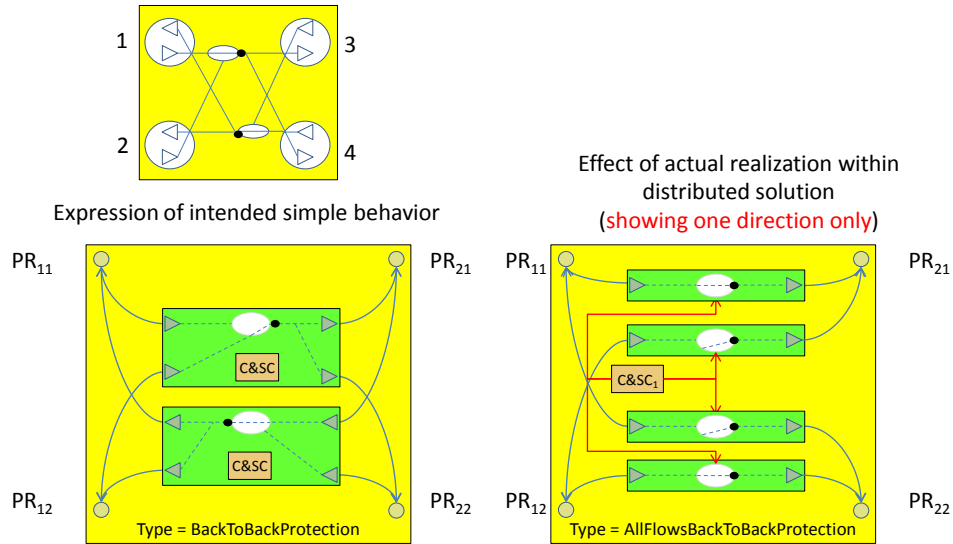 1
3
2
4
Expression of intended simple behavior
Effect of actual realization within
distributed solution
(showing one direction only)
PR11
PR21
C&SC
C&SC
PR12
PR22
Type = BackToBackProtection
PR11
PR21
C&SC1
PR12
PR22
Type = AllFlowsBackToBackProtection